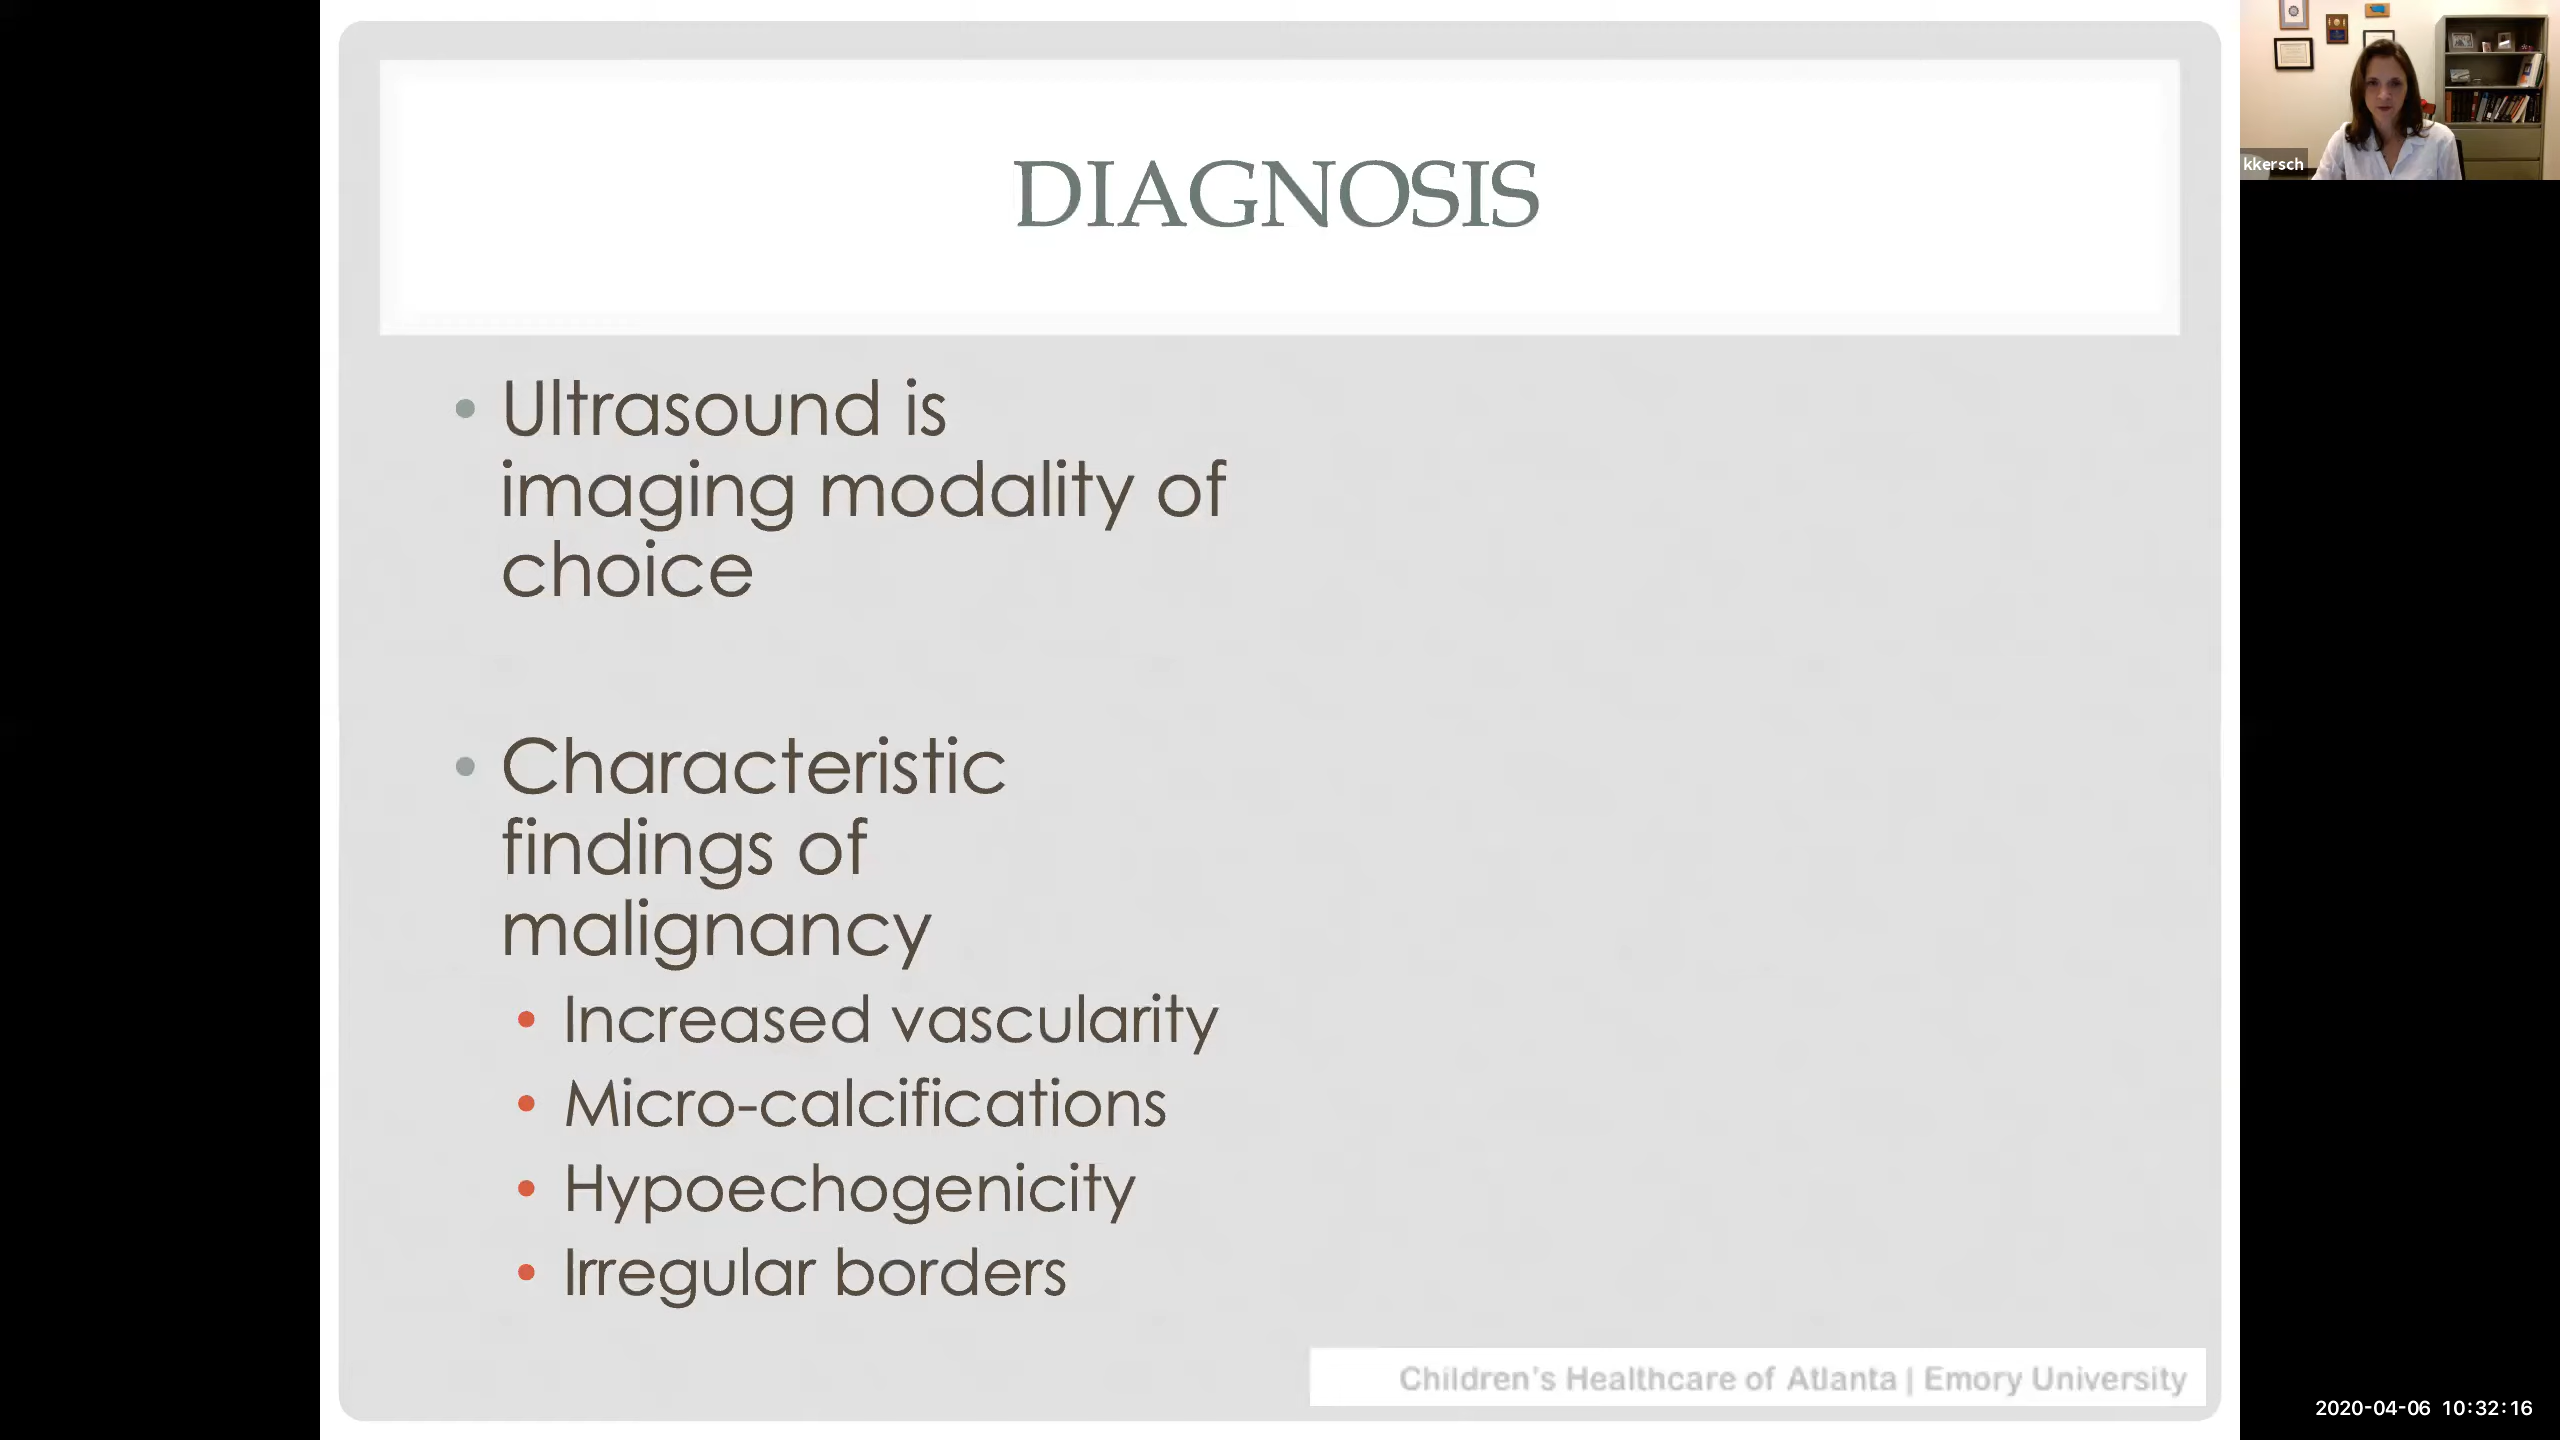 DIAGNOSIS
• Ultrasound is
imaging modality of
choice
• Characteristic
findings of
malignancy
• Increased vascularity
• Micro-calcifications
• Hypoechogenicity
• Irregular borders
Children's Healthcare of Atlanta | Emory University
kkersch
2020-04-06 10:32:16